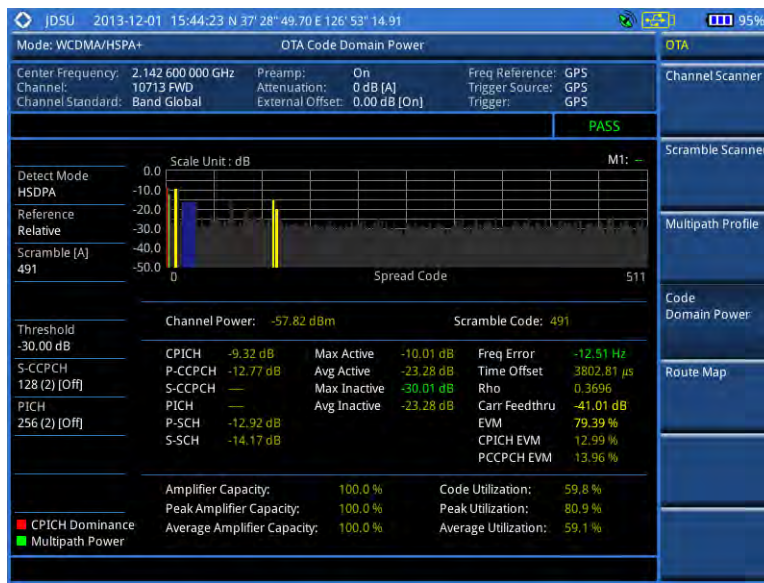 JDSU 2013-12-01 15:44:23 N 37' 28" 49.70 E 126' 53" 14.91 95%
Mode: WCDMA/HSPA+ OTA Code Domain Power OTA
Center Frequency: 2.142 600 000 GHz Preamp: On Freq Reference: GPS
Channel: 10713 FWD Attenuation: 0 dB [A] Trigger Source: GPS
Channel Standard: Band Global External Offset: 0.00 dB [On] Trigger: GPS
PASS
Scale Unit : dB M1: --
0.0
-10.0
-20.0
-30.0
-40.0
-50.0
0 Spread Code 511
Detect Mode
HSDPA
Reference
Relative
Scramble [A]
491
Threshold
-30.00 dB
S-CCPCH
128 (2) [Off]
PICH
256 (2) [Off]
Channel Power: -57.82 dBm Scramble Code: 491
CPICH -9.32 dB Max Active -10.01 dB Freq Error -12.51 Hz
P-CCPCH -12.77 dB Avg Active -23.28 dB Time Offset 3802.81 µs
S-CCPCH — Max Inactive -30.01 dB Rho 0.3696
PICH — Avg Inactive -23.28 dB Carr Feedthru -41.01 dB
P-SCH -12.92 dB EVM 79.39 %
S-SCH -14.17 dB CPICH EVM 12.99 %
PCCPCH EVM 13.96 %
Amplifier Capacity: 100.0 % Code Utilization: 59.8 %
Peak Amplifier Capacity: 100.0 % Peak Utilization: 80.9 %
Average Amplifier Capacity: 100.0 % Average Utilization: 59.1 %
CPICH Dominance
Multipath Power
Channel Scanner
Scramble Scanner
Multipath Profile
Code
Domain Power
Route Map